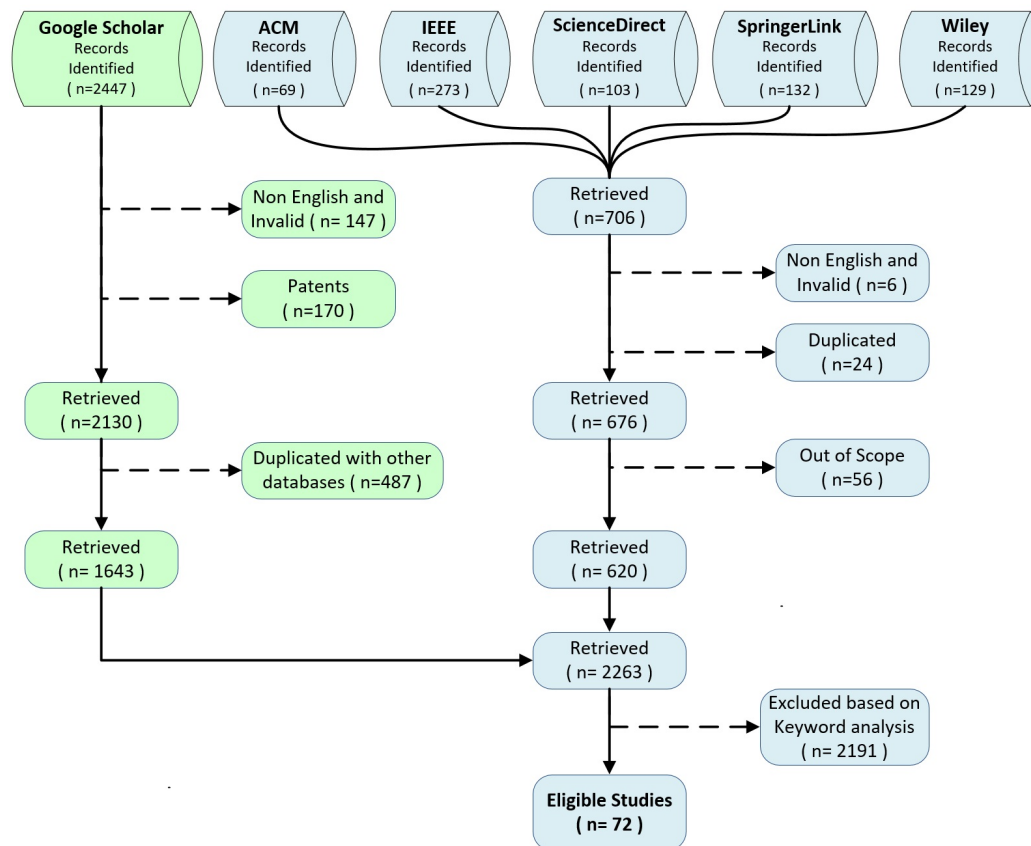 Google Scholar
Records
Identified
( n=2447)
ACM
Records
Identified
(n=69)
IEEE
Records
Identified
(n=273)
ScienceDirect
Records
Identified
( n=103)
SpringerLink
Records
Identified
( n=132)
Wiley
Records
Identified
( n=129)
Non English and
Invalid ( n= 147 )
Retrieved
( n=706)
Patents
( n=170 )
Non English and
Invalid ( n=6 )
Duplicated
( n=24 )
Retrieved
( n=2130 )
Retrieved
( n= 676 )
Duplicated with other
databases ( n=487 )
Out of Scope
( n=56 )
Retrieved
( n= 1643 )
Retrieved
( n= 620 )
Retrieved
( n= 2263 )
Excluded based on
Keyword analysis
( n= 2191 )
Eligible Studies
( n= 72 )